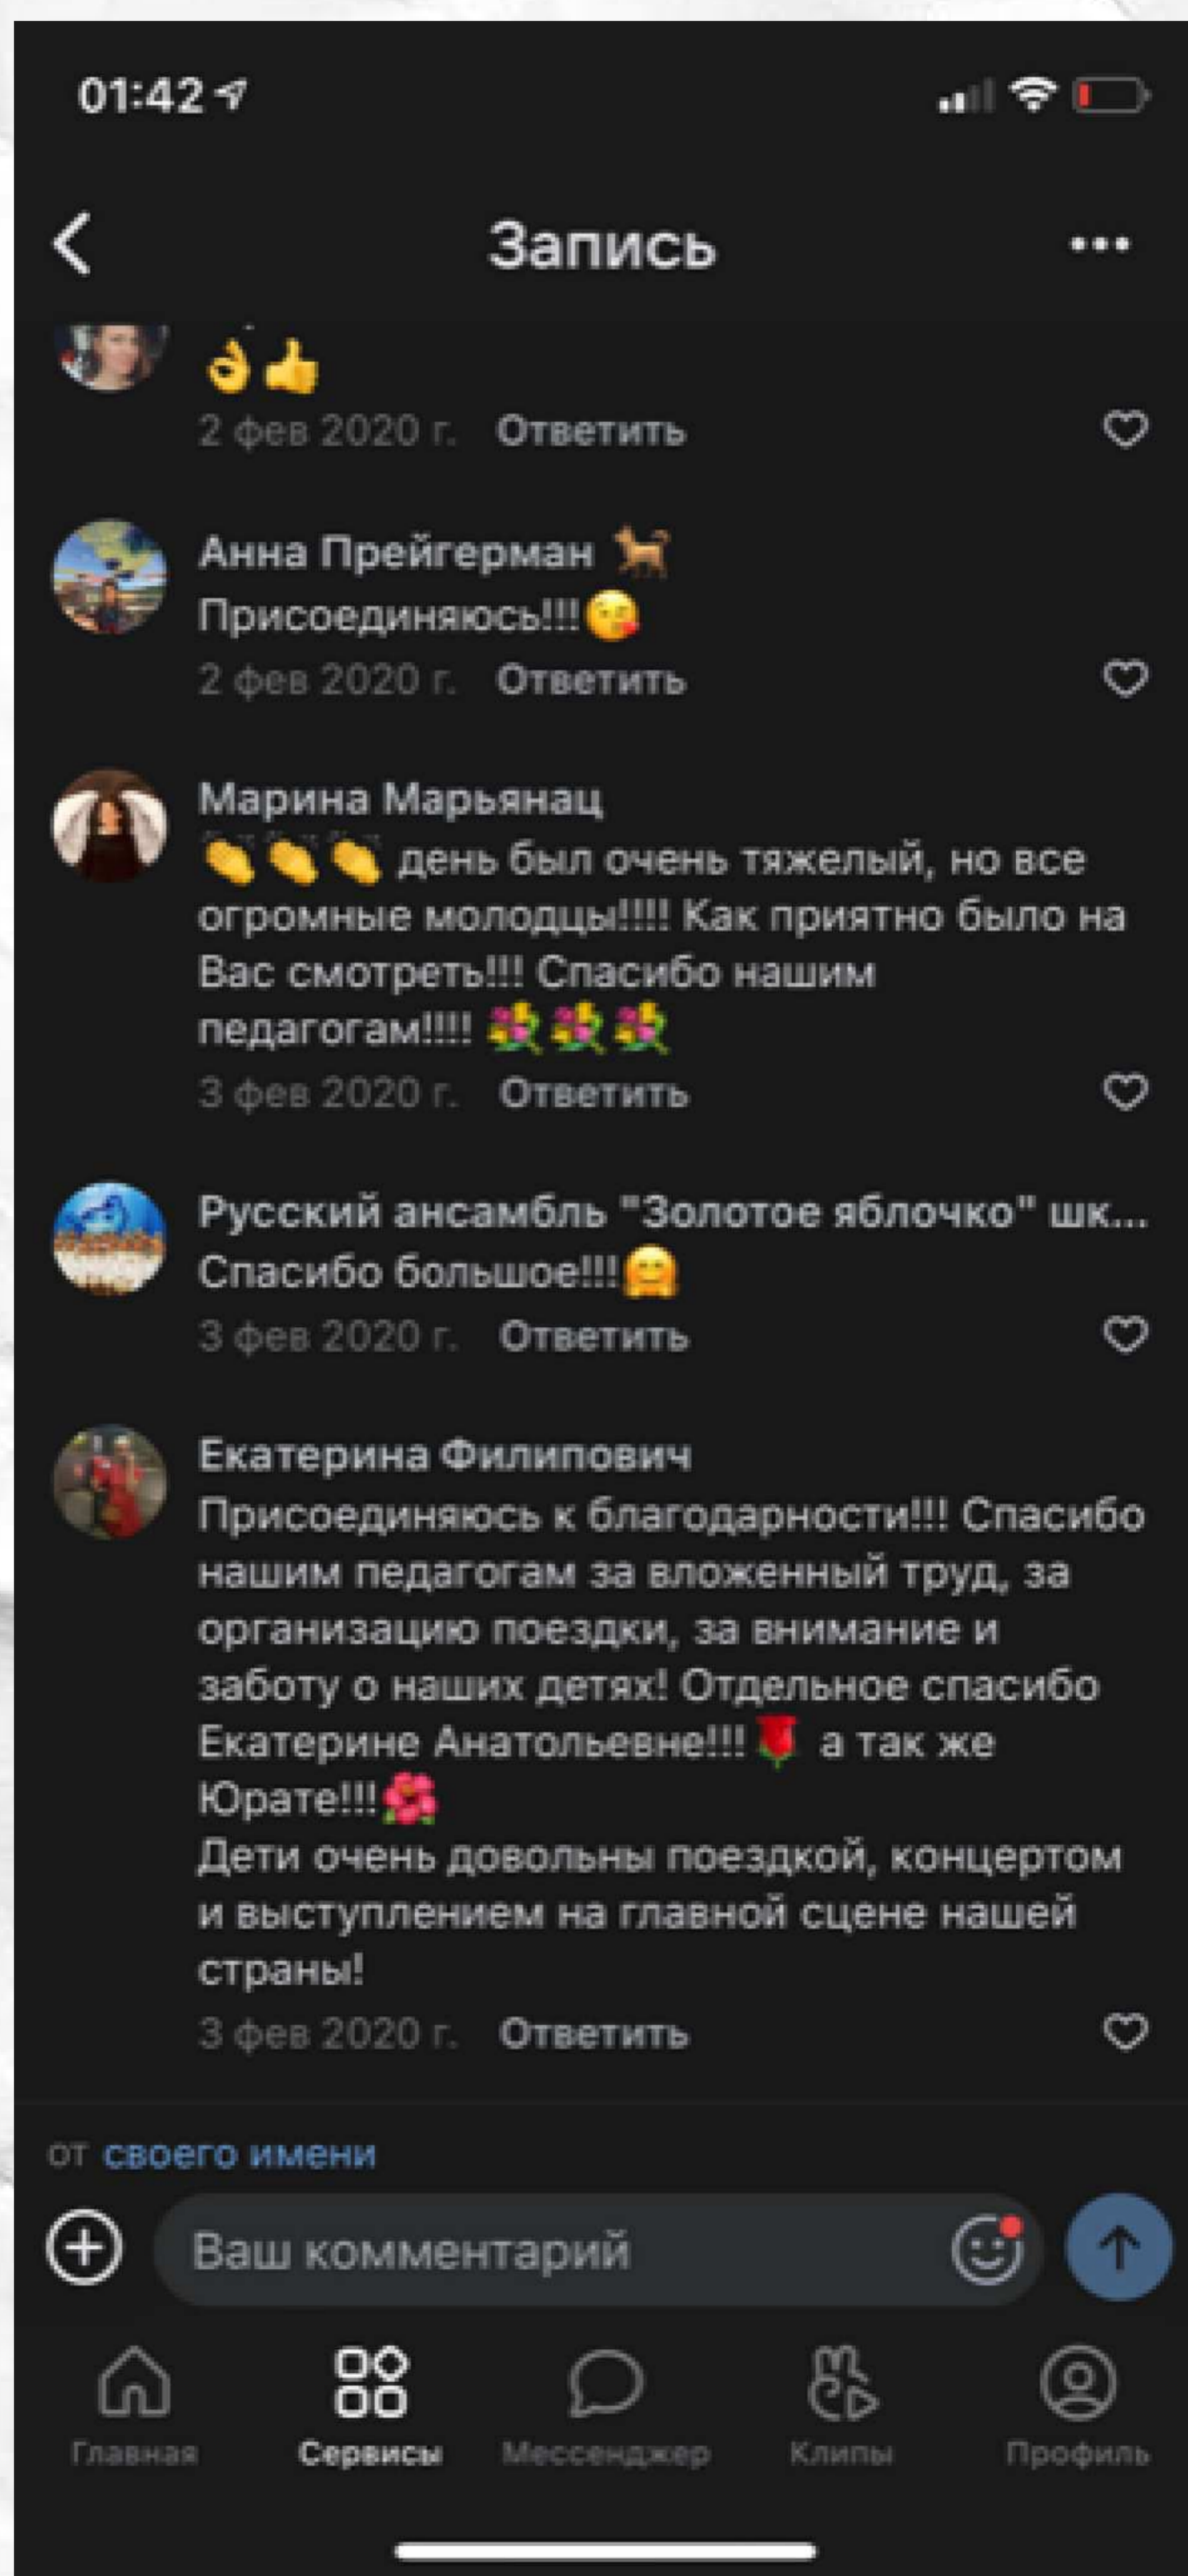 01:42
Запись
👌👍
2 фев 2020 г. Ответить
Анна Прейгерман 🐕
Присоединяюсь!!!😘
2 фев 2020 г. Ответить
Марина Марьянац
👏👏👏 день был очень тяжелый, но все
огромные молодцы!!!! Как приятно было на
Вас смотреть!!! Спасибо нашим
педагогам!!!! 💐💐💐
3 фев 2020 г. Ответить
Русский ансамбль "Золотое яблочко" шк...
Спасибо большое!!!🤗
3 фев 2020 г. Ответить
Екатерина Филипович
Присоединяюсь к благодарности!!! Спасибо
нашим педагогам за вложенный труд, за
организацию поездки, за внимание и
заботу о наших детях! Отдельное спасибо
Екатерине Анатольевне!!!🌹 а так же
Юрате!!!🌺
Дети очень довольны поездкой, концертом
и выступлением на главной сцене нашей
страны!
3 фев 2020 г. Ответить
от своего имени
Ваш комментарий
Главная Сервисы Мессенджер Клипы Профиль